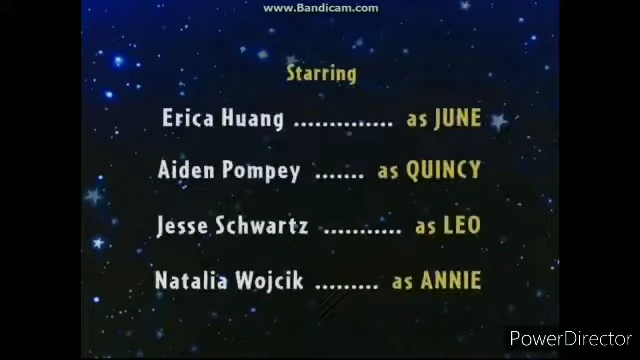 www.Bandicam.com
Starring
Erica Huang .............. as JUNE
Aiden Pompey ....... as QUINCY
Jesse Schwartz ........... as LEO
Natalia Wojcik ......... as ANNIE
PowerDirector